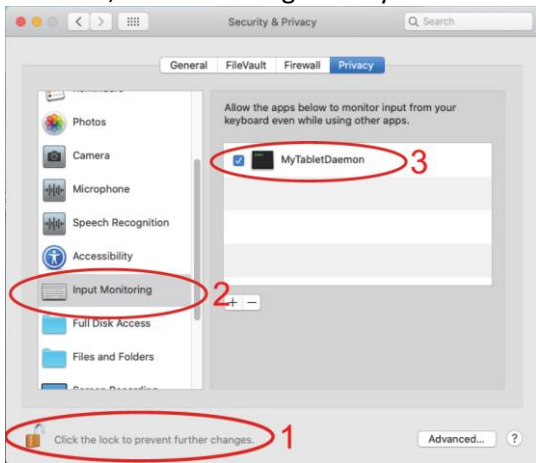 Security & Privacy
Search
General FileVault Firewall Privacy
Photos
Camera
Microphone
Speech Recognition
Accessibility
Input Monitoring
Full Disk Access
Files and Folders
Allow the apps below to monitor input from your
keyboard even while using other apps.
MyTabletDaemon
3
2
+ −
Click the lock to prevent further changes.
1
Advanced...
?